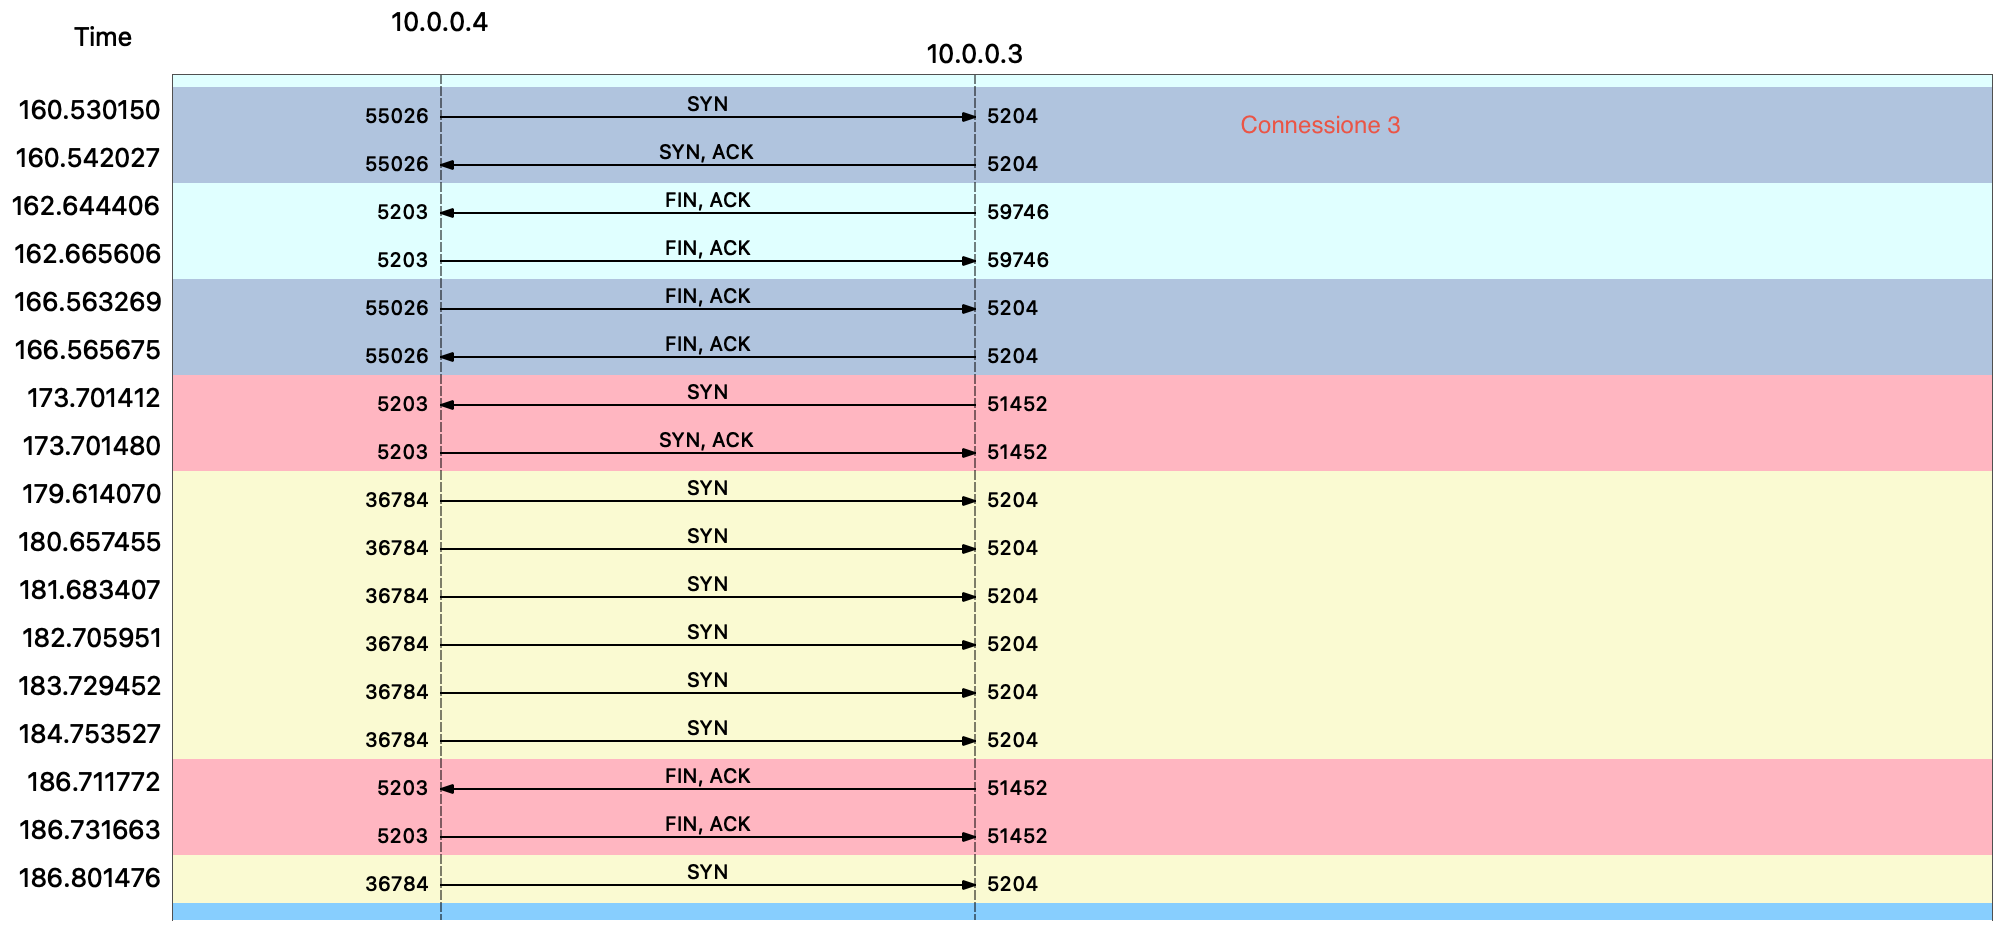 Time 10.0.0.4 10.0.0.3
160.530150 55026 SYN 5204 Connessione 3
160.542027 55026 SYN, ACK 5204
162.644406 5203 FIN, ACK 59746
162.665606 5203 FIN, ACK 59746
166.563269 55026 FIN, ACK 5204
166.565675 55026 FIN, ACK 5204
173.701412 5203 SYN 51452
173.701480 5203 SYN, ACK 51452
179.614070 36784 SYN 5204
180.657455 36784 SYN 5204
181.683407 36784 SYN 5204
182.705951 36784 SYN 5204
183.729452 36784 SYN 5204
184.753527 36784 SYN 5204
186.711772 5203 FIN, ACK 51452
186.731663 5203 FIN, ACK 51452
186.801476 36784 SYN 5204